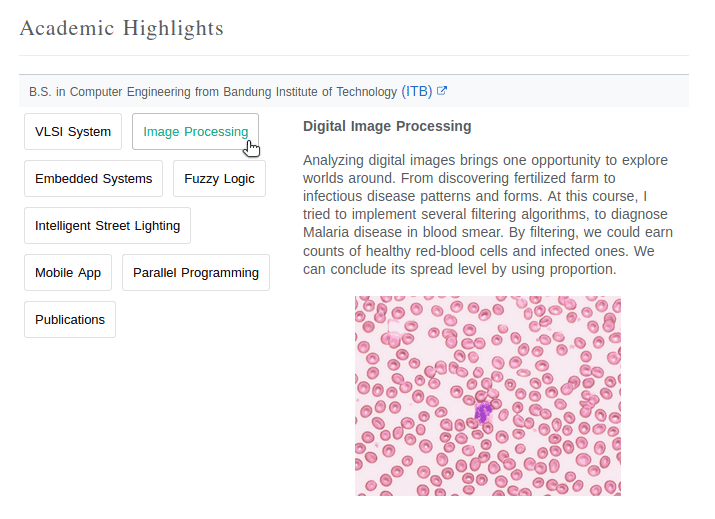 Academic Highlights
B.S. in Computer Engineering from Bandung Institute of Technology (ITB)
VLSI System
Image Processing
Embedded Systems
Fuzzy Logic
Intelligent Street Lighting
Mobile App
Parallel Programming
Publications
Digital Image Processing
Analyzing digital images brings one opportunity to explore
worlds around. From discovering fertilized farm to
infectious disease patterns and forms. At this course, I
tried to implement several filtering algorithms, to diagnose
Malaria disease in blood smear. By filtering, we could earn
counts of healthy red-blood cells and infected ones. We
can conclude its spread level by using proportion.